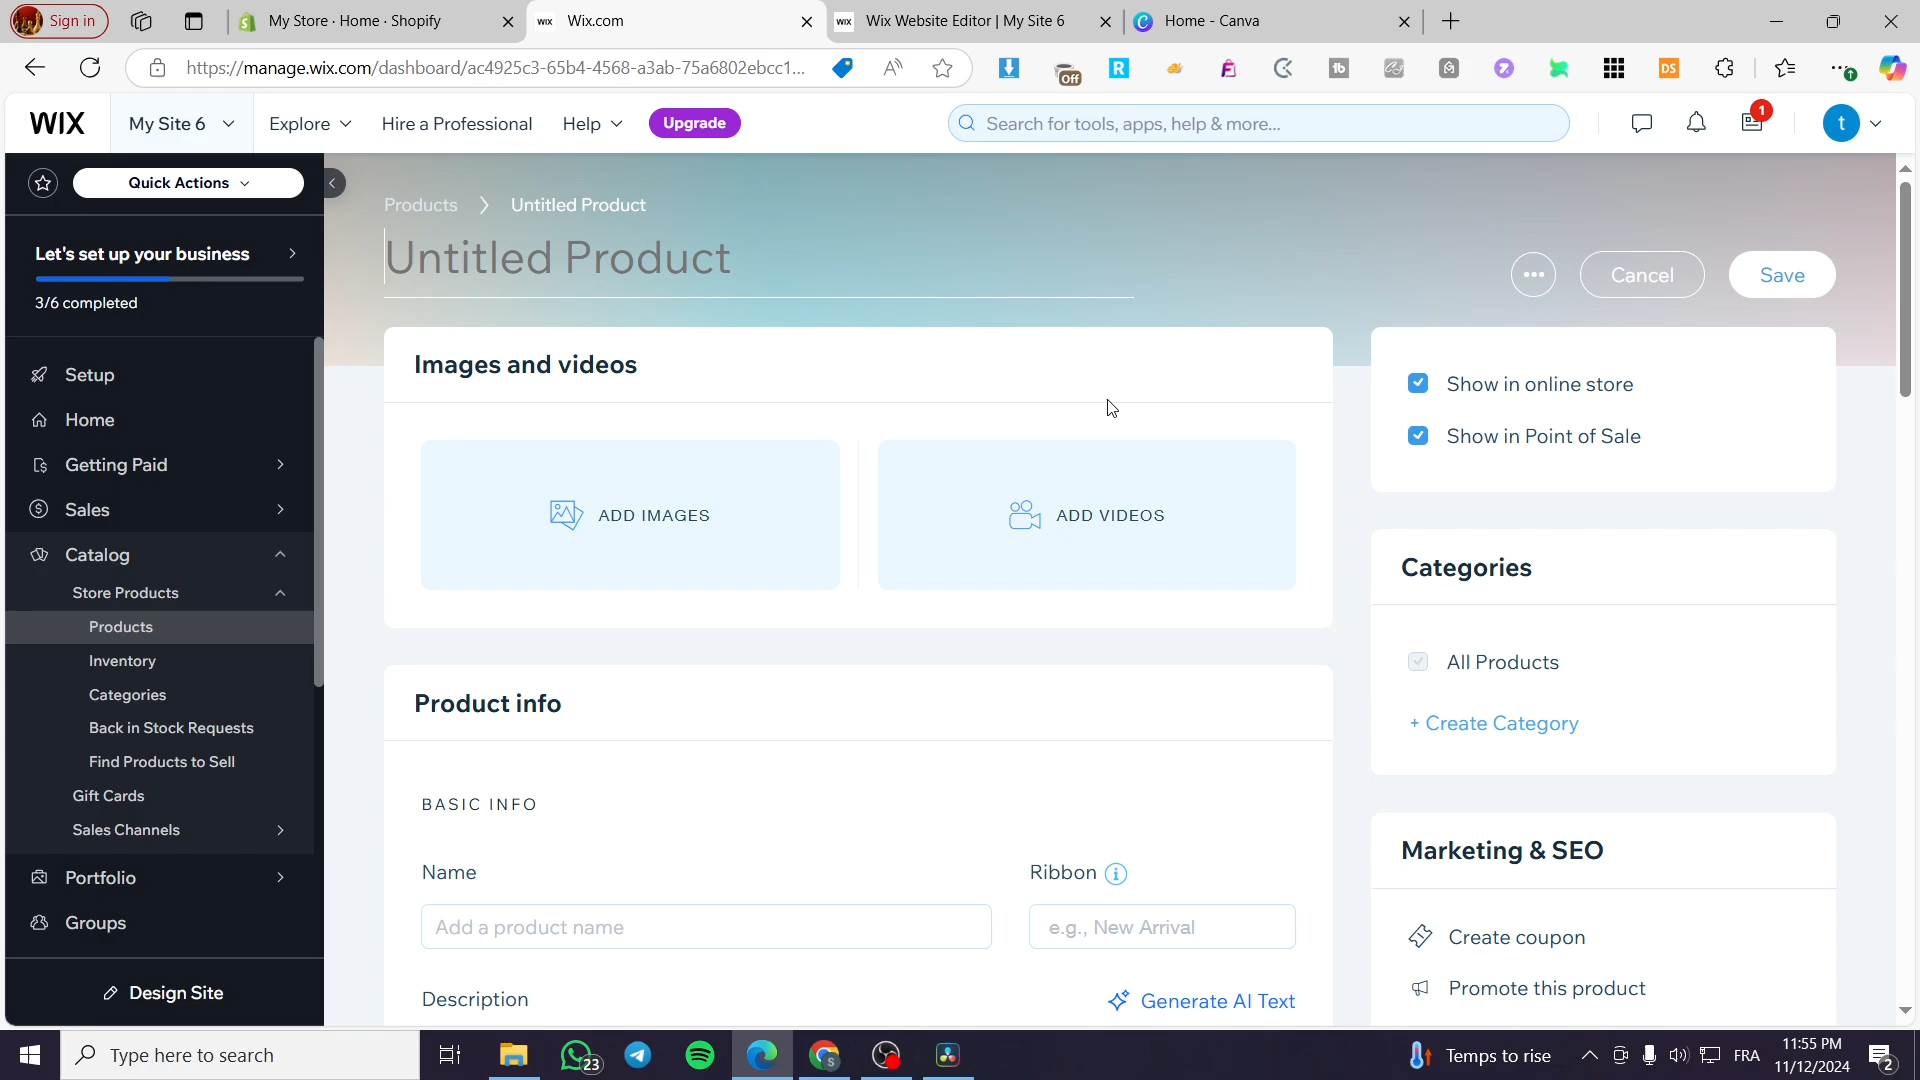 Sign in
My Store · Home · Shopify
WIX Wix.com
WIX Wix Website Editor | My Site 6
C Home - Canva
https://manage.wix.com/dashboard/ac4925c3-65b4-4568-a3ab-75a6802ebcc1...
Off
R
tb
DS
WIX
My Site 6
Explore
Hire a Professional
Help
Upgrade
Search for tools, apps, help & more...
1
t
Quick Actions
Let's set up your business
3/6 completed
Setup
Home
Getting Paid
Sales
Catalog
Store Products
Products
Inventory
Categories
Back in Stock Requests
Find Products to Sell
Gift Cards
Sales Channels
Portfolio
Groups
Design Site
Products > Untitled Product
Untitled Product
Cancel
Save
Images and videos
ADD IMAGES
ADD VIDEOS
Product info
BASIC INFO
Name
Ribbon
Add a product name
e.g., New Arrival
Description
Generate AI Text
Show in online store
Show in Point of Sale
Categories
All Products
+ Create Category
Marketing & SEO
Create coupon
Promote this product
Type here to search
23
S
Temps to rise
FRA
11:55 PM
11/12/2024
2